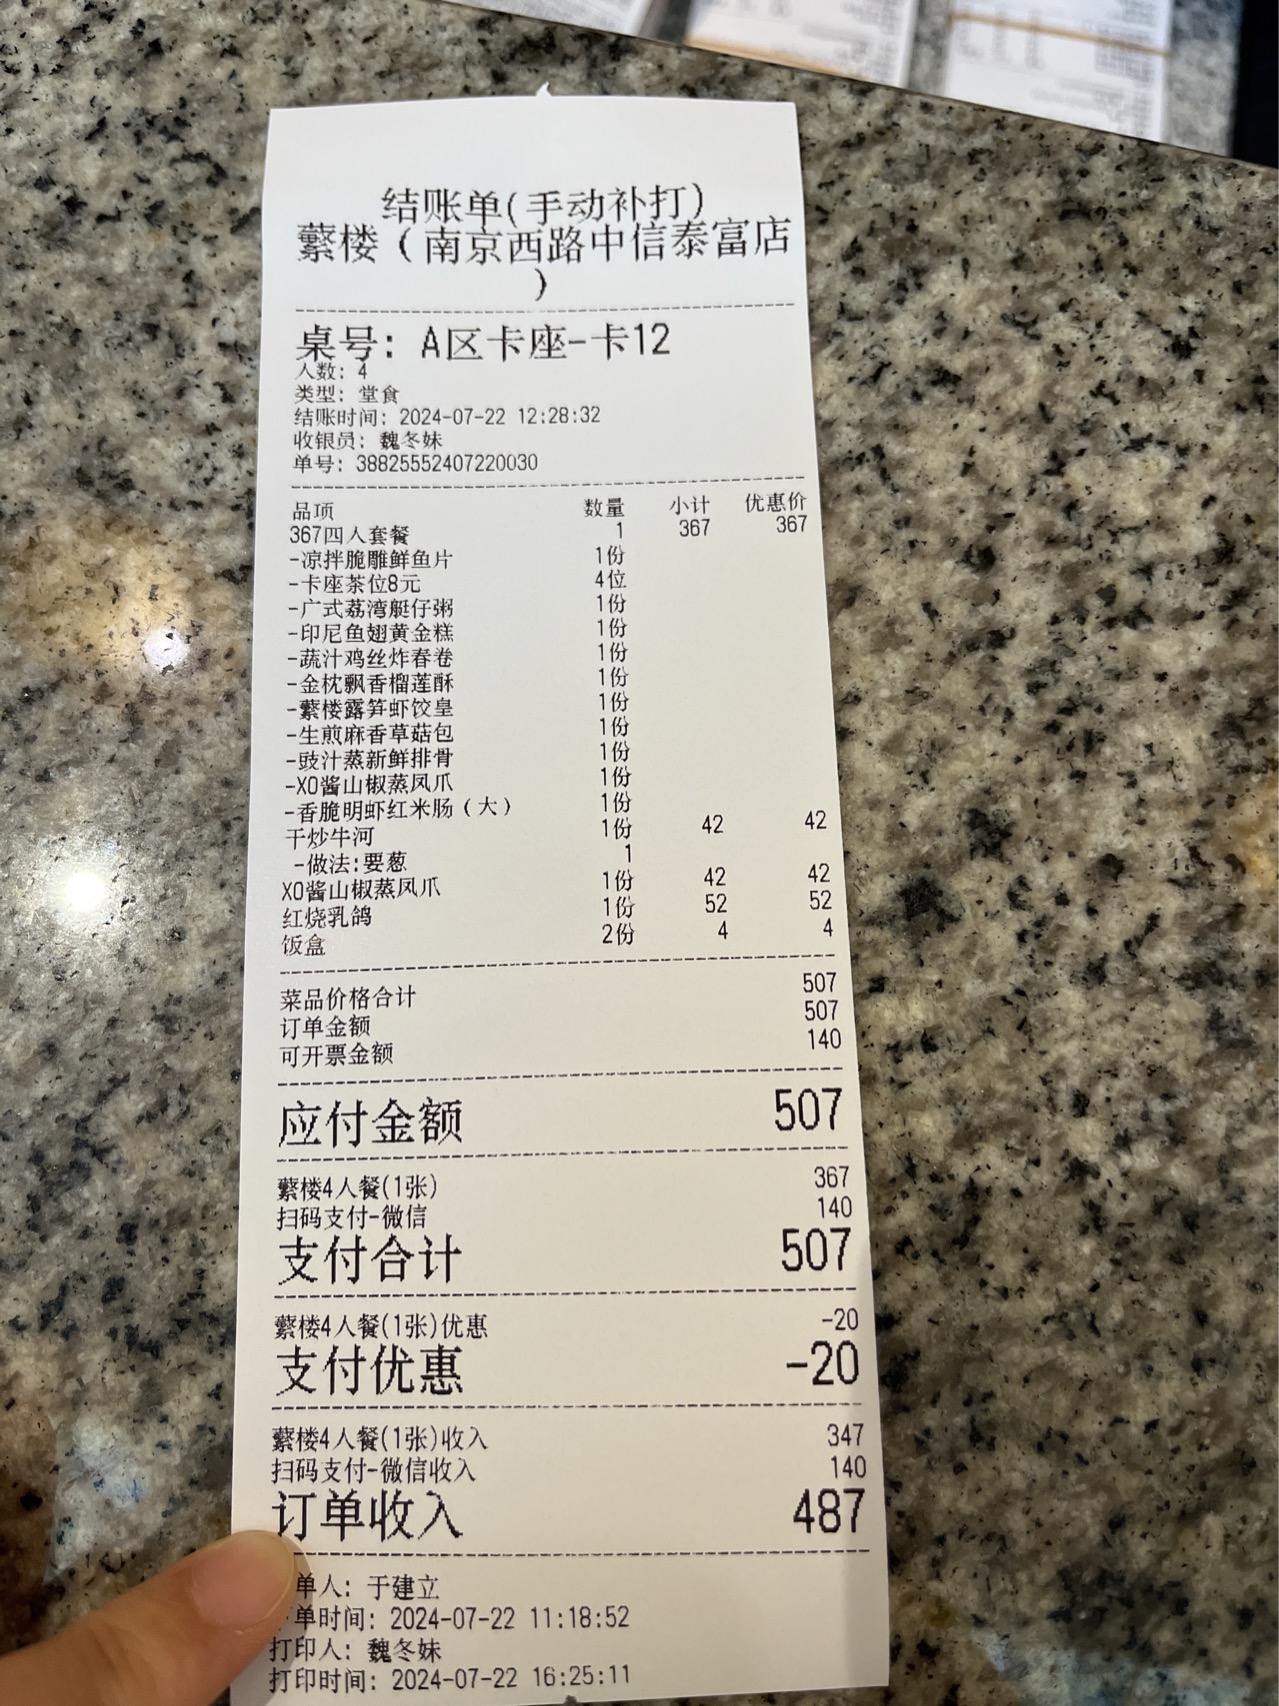 结账单(手动补打)
蘩楼（南京西路中信泰富店
）
桌号: A区卡座-卡12
人数: 4
类型: 堂食
结账时间: 2024-07-22 12:28:32
收银员: 魏冬妹
单号: 38825552407220030
品项 数量 小计 优惠价
367四人套餐 1 367 367
-凉拌脆雕鲜鱼片 1份
-卡座茶位8元 4位
-广式荔湾艇仔粥 1份
-印尼鱼翅黄金糕 1份
-蔬汁鸡丝炸春卷 1份
-金枕飘香榴莲酥 1份
-蘩楼露笋虾饺皇 1份
-生煎麻香草菇包 1份
-豉汁蒸新鲜排骨 1份
-XO酱山椒蒸凤爪 1份
-香脆明虾红米肠（大） 1份
干炒牛河 1份 42 42
-做法:要葱 1
XO酱山椒蒸凤爪 1份 42 42
红烧乳鸽 1份 52 52
饭盒 2份 4 4
菜品价格合计 507
订单金额 507
可开票金额 140
应付金额 507
蘩楼4人餐(1张) 367
扫码支付-微信 140
支付合计 507
蘩楼4人餐(1张)优惠 -20
支付优惠 -20
蘩楼4人餐(1张)收入 347
扫码支付-微信收入 140
订单收入 487
单人: 于建立
单时间: 2024-07-22 11:18:52
打印人: 魏冬妹
打印时间: 2024-07-22 16:25:11